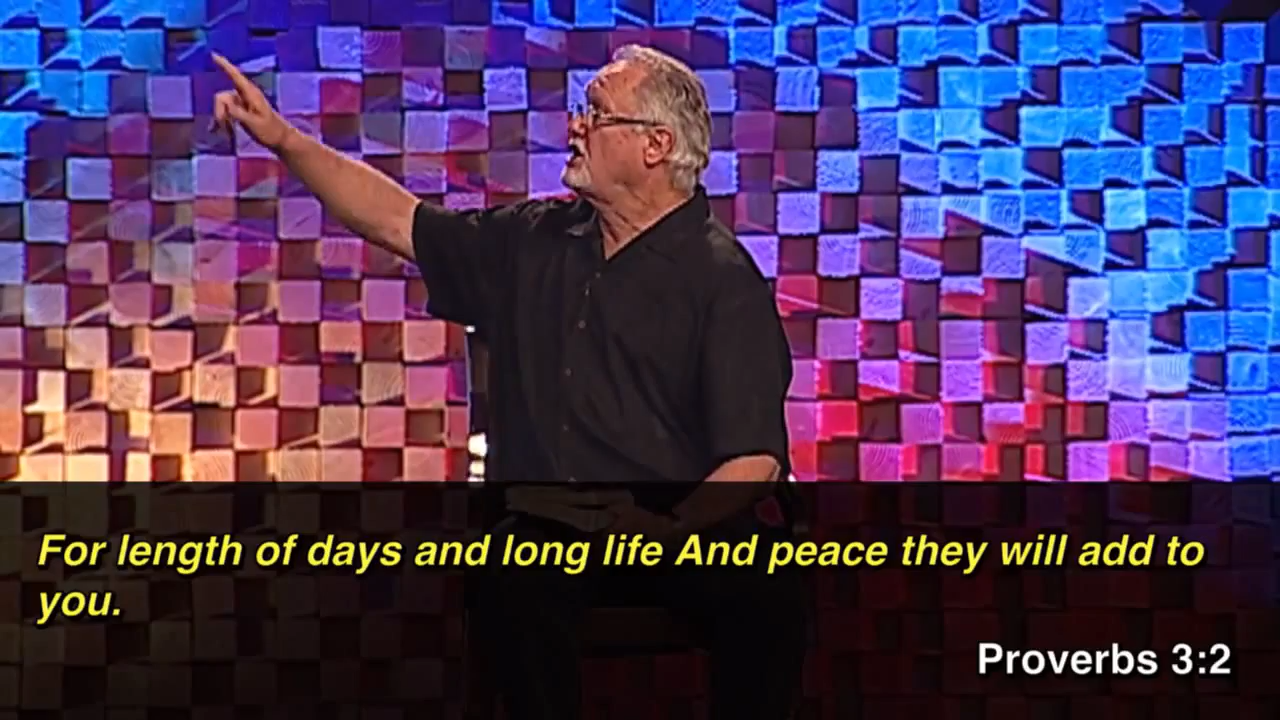 For length of days and long life And peace they will add to
you.
Proverbs 3:2